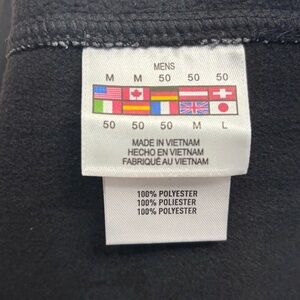 MENS
M M 50 50 50
50 50 50 M L
MADE IN VIETNAM
HECHO EN VIETNAM
FABRIQUÉ AU VIETNAM
100% POLYESTER
100% POLIESTER
100% POLYESTER